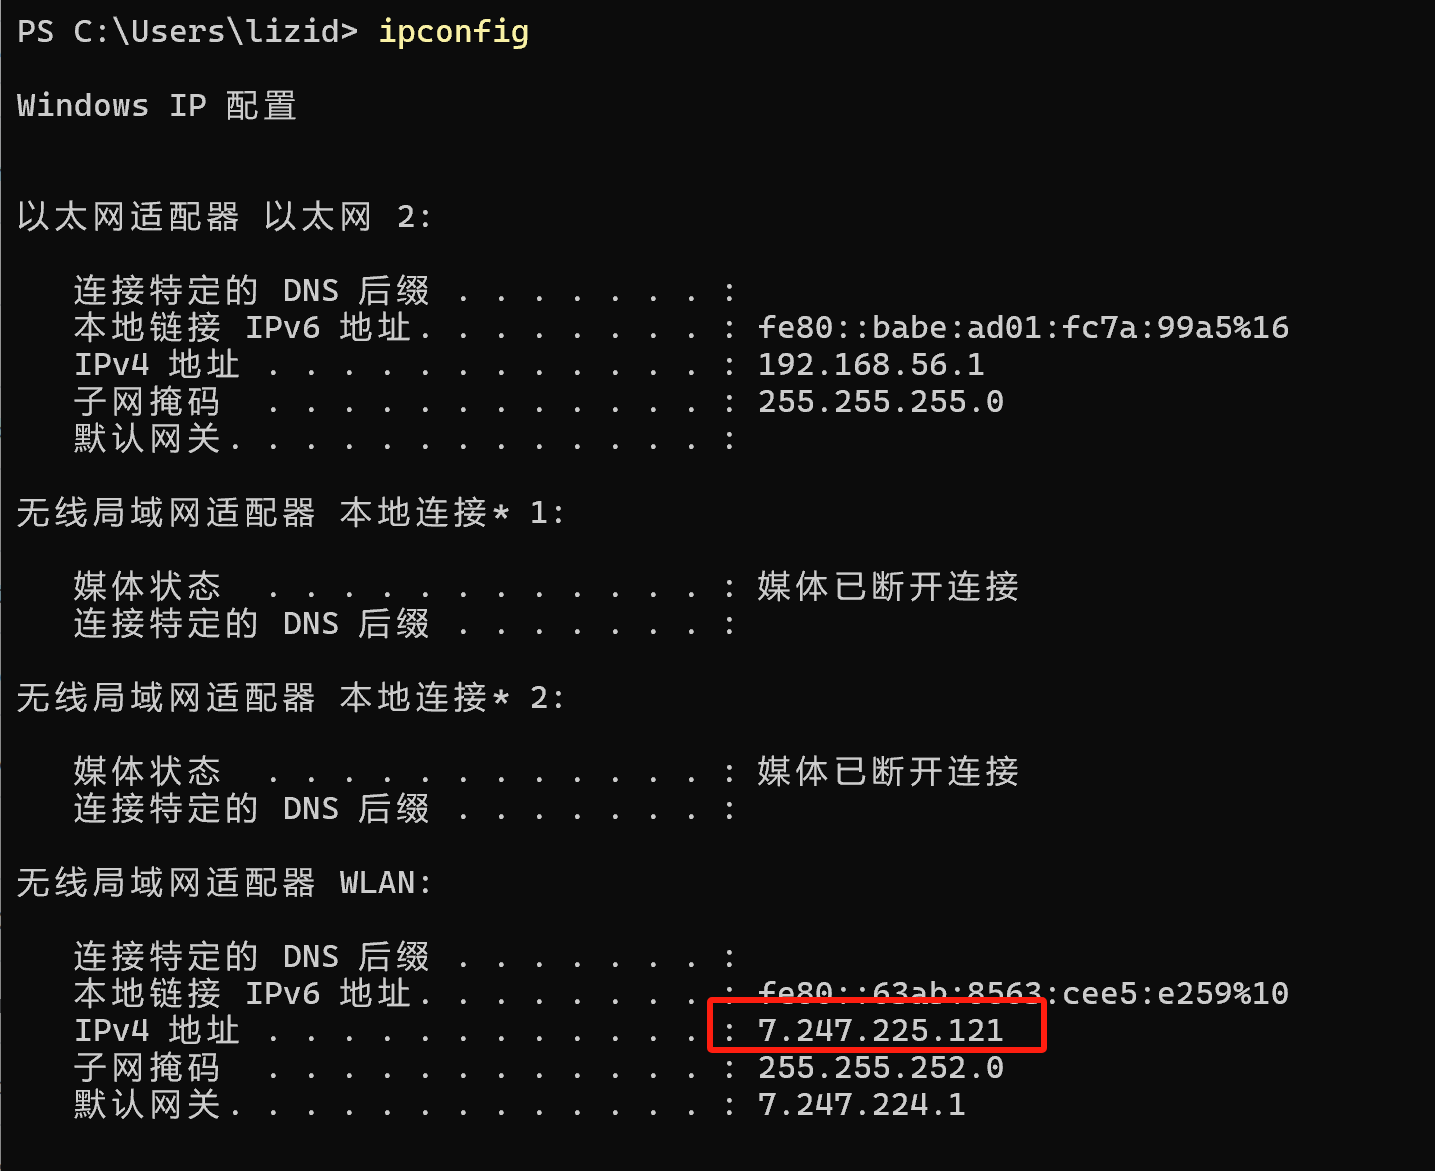 PS C:\Users\lizid> ipconfig
Windows IP 配置
以太网适配器 以太网 2:
连接特定的 DNS 后缀 . . . . . . . :
本地链接 IPv6 地址. . . . . . . . : fe80::babe:ad01:fc7a:99a5%16
IPv4 地址 . . . . . . . . . . . . : 192.168.56.1
子网掩码  . . . . . . . . . . . . : 255.255.255.0
默认网关. . . . . . . . . . . . . :
无线局域网适配器 本地连接* 1:
媒体状态  . . . . . . . . . . . . : 媒体已断开连接
连接特定的 DNS 后缀 . . . . . . . :
无线局域网适配器 本地连接* 2:
媒体状态  . . . . . . . . . . . . : 媒体已断开连接
连接特定的 DNS 后缀 . . . . . . . :
无线局域网适配器 WLAN:
连接特定的 DNS 后缀 . . . . . . . :
本地链接 IPv6 地址. . . . . . . . : fe80::63ab:8563:cee5:e259%10
IPv4 地址 . . . . . . . . . . . . : 7.247.225.121
子网掩码  . . . . . . . . . . . . : 255.255.252.0
默认网关. . . . . . . . . . . . . : 7.247.224.1